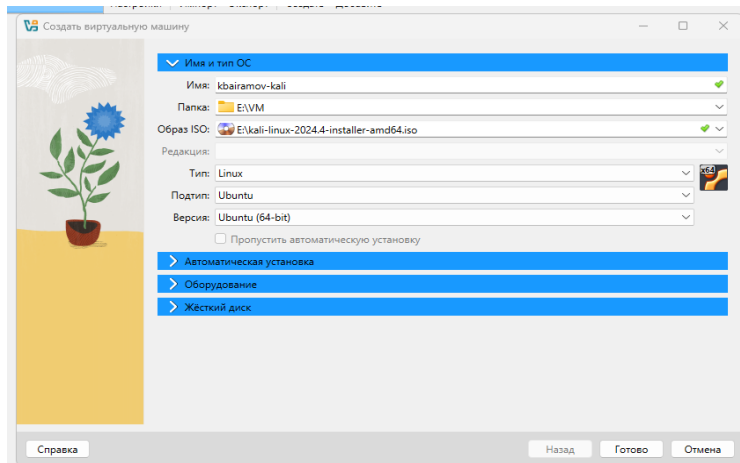 Создать виртуальную машину
Имя и тип ОС
Имя: kbairamov-kali
Папка: E:\VM
Образ ISO: E:\kali-linux-2024.4-installer-amd64.iso
Редакция:
Тип: Linux
x64
Подтип: Ubuntu
Версия: Ubuntu (64-bit)
Пропустить автоматическую установку
Автоматическая установка
Оборудование
Жёсткий диск
Справка Назад Готово Отмена